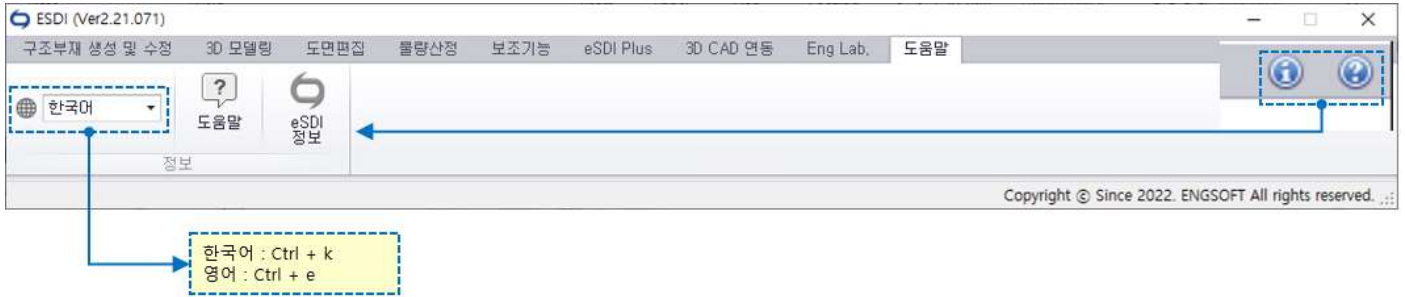 ESDI (Ver2.21.071)
구조부재 생성 및 수정 3D 모델링 도면편집 물량산정 보조기능 eSDI Plus 3D CAD 연동 Eng Lab. 도움말
한국어
?
도움말
eSDI
정보
정보
Copyright ⓒ Since 2022. ENGSOFT All rights reserved.
한국어 : Ctrl + k
영어 : Ctrl + e